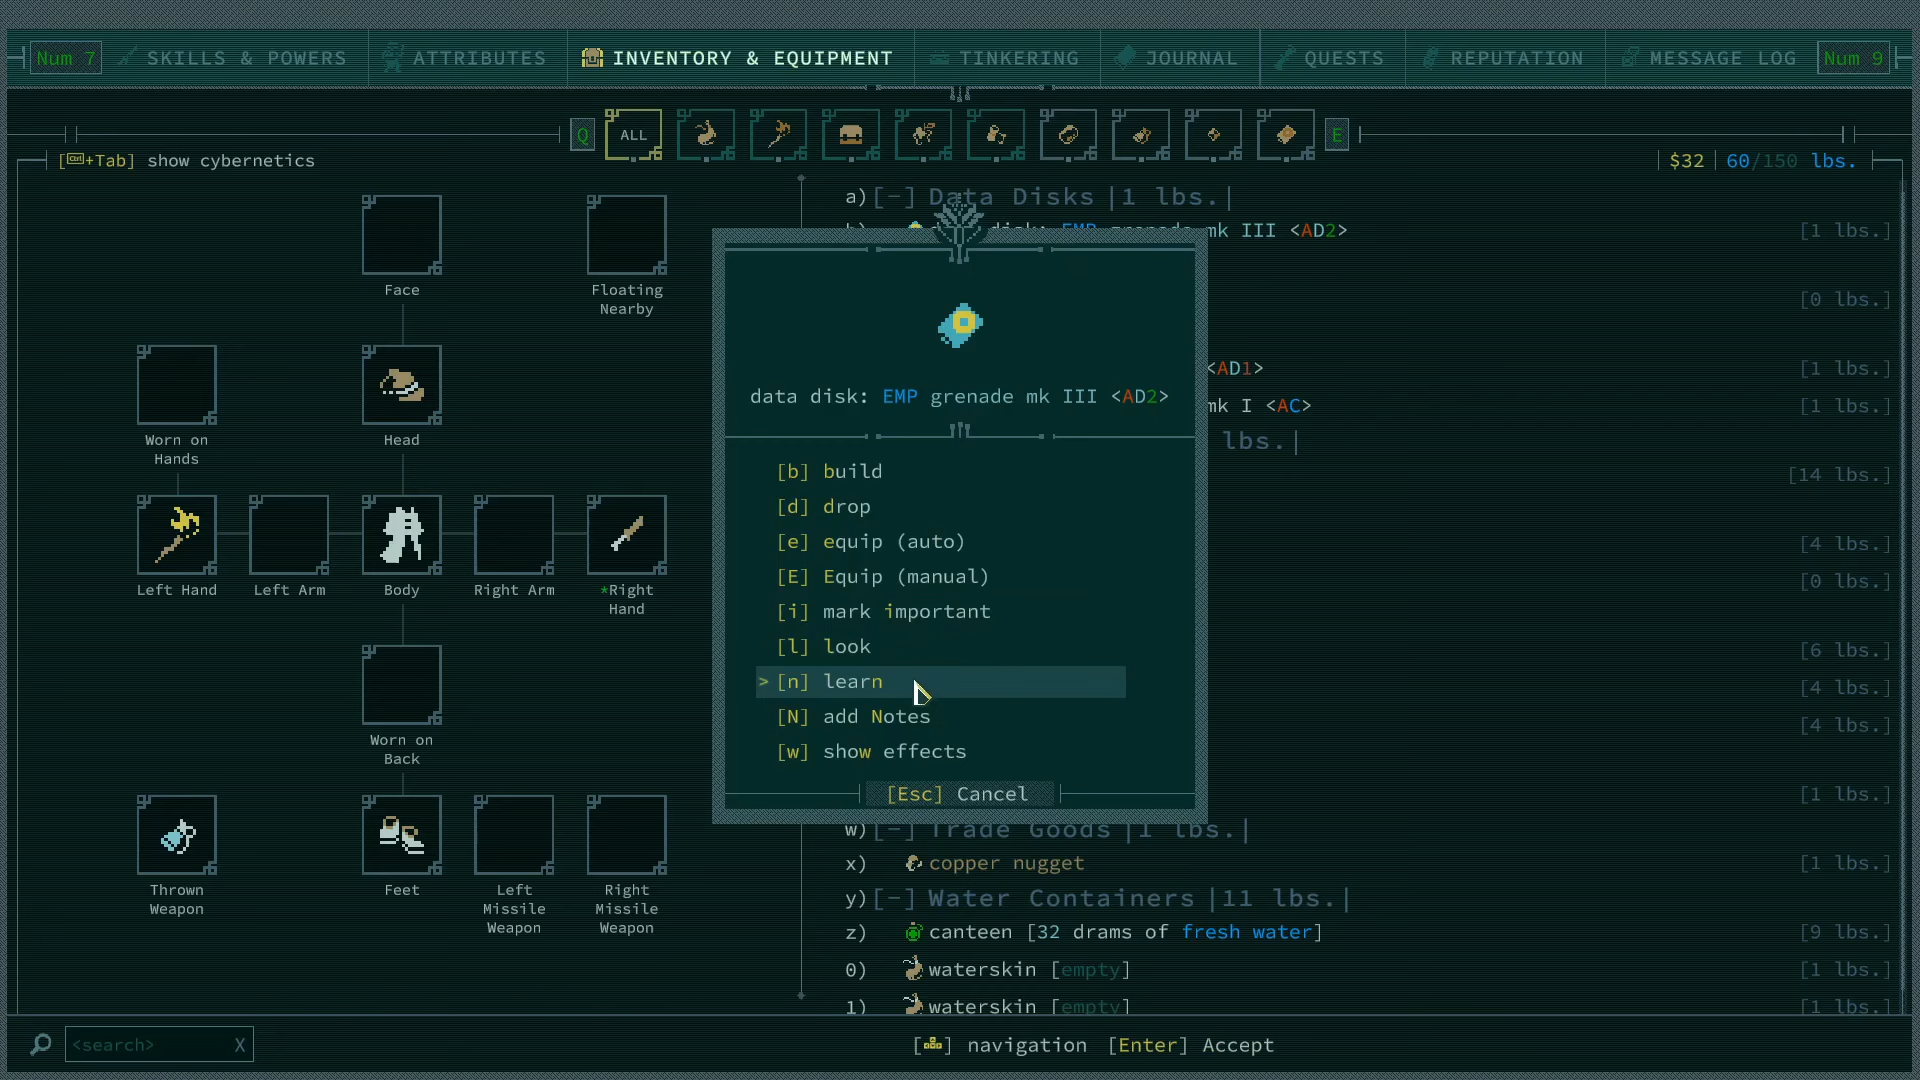 Num 7 SKILLS & POWERS ATTRIBUTES INVENTORY & EQUIPMENT TINKERING JOURNAL QUESTS REPUTATION MESSAGE LOG Num 9
Q ALL E
[Ctrl+Tab] show cybernetics
$32 60/150 lbs.
Face
Floating Nearby
Worn on Hands
Head
Left Hand
Left Arm
Body
Right Arm
*Right Hand
Worn on Back
Thrown Weapon
Feet
Left Missile Weapon
Right Missile Weapon
a) [-] Data Disks |1 lbs.|
EMP grenade mk III <AD2> [1 lbs.]
[0 lbs.]
<AD1> [1 lbs.]
mk I <AC> [1 lbs.]
lbs.|
[14 lbs.]
[4 lbs.]
[0 lbs.]
[6 lbs.]
[4 lbs.]
[4 lbs.]
[1 lbs.]
w) [-] Trade Goods |1 lbs.|
x) copper nugget [1 lbs.]
y) [-] Water Containers |11 lbs.|
z) canteen [32 drams of fresh water] [9 lbs.]
0) waterskin [empty] [1 lbs.]
1) waterskin [empty] [1 lbs.]
data disk: EMP grenade mk III <AD2>
[b] build
[d] drop
[e] equip (auto)
[E] Equip (manual)
[i] mark important
[l] look
> [n] learn
[N] add Notes
[w] show effects
[Esc] Cancel
<search> X
navigation [Enter] Accept